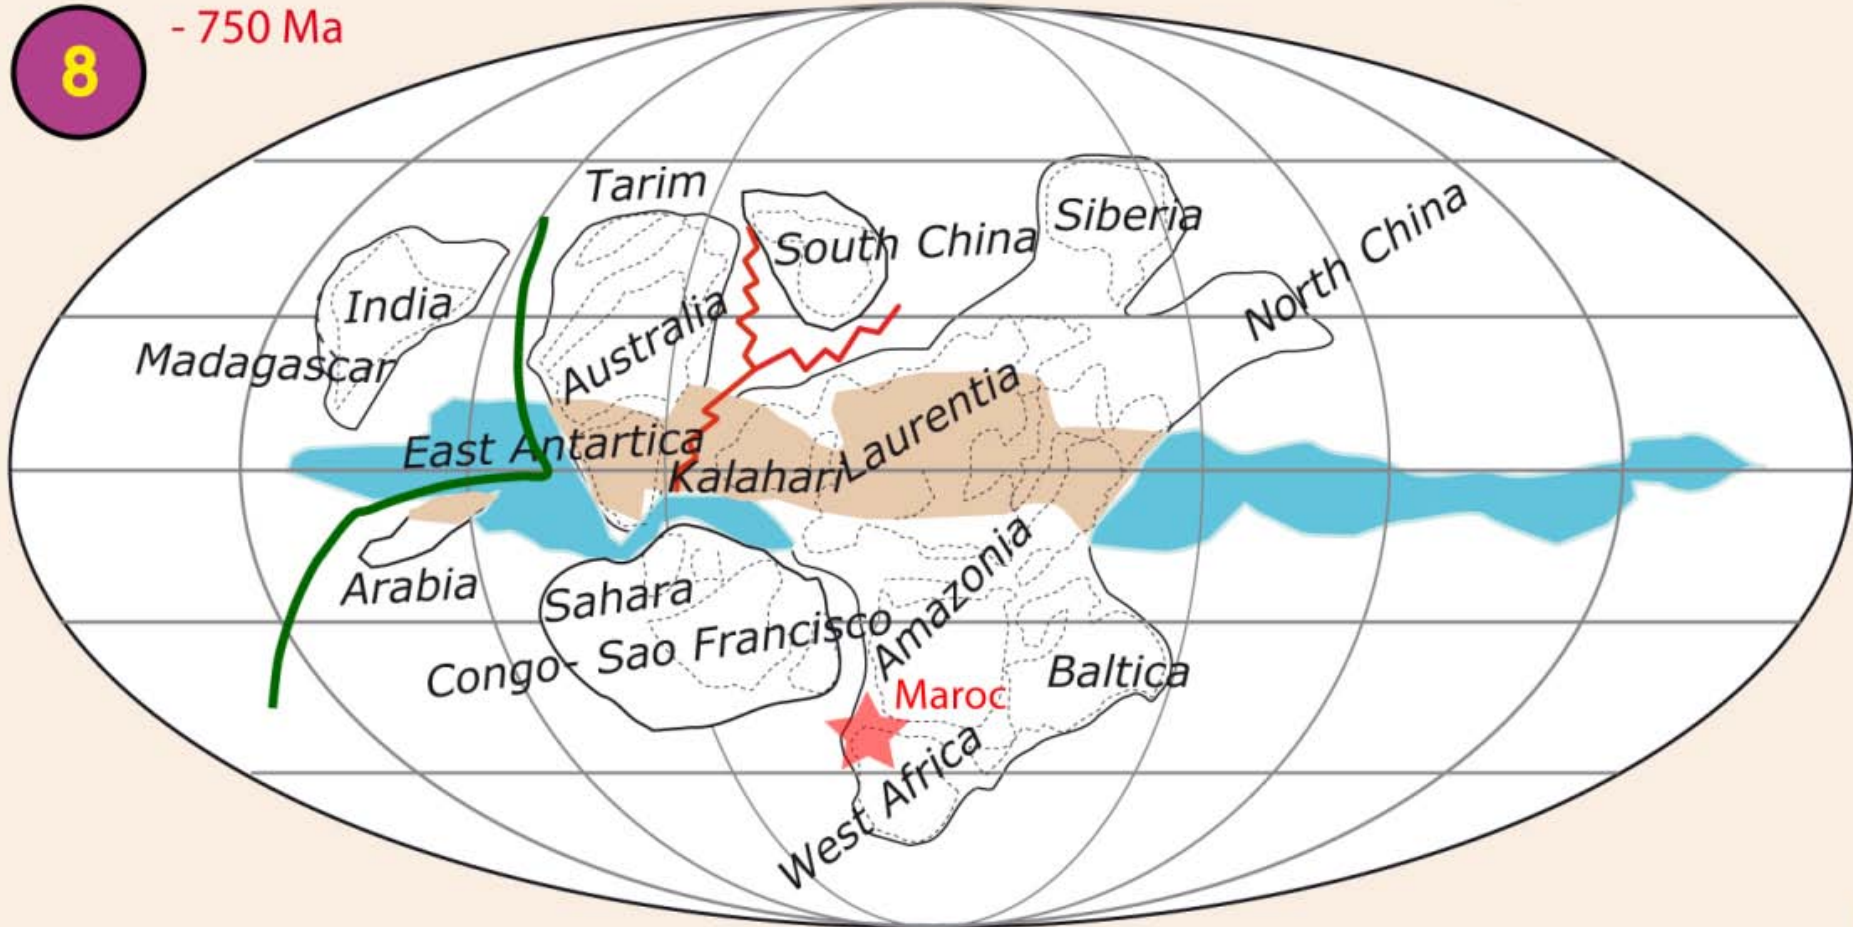 8
- 750 Ma
Tarim
South China
Siberia
North China
India
Australia
Madagascar
Laurentia
East Antartica
Kalahari
Arabia
Sahara
Amazonia
Congo- Sao Francisco
Baltica
Maroc
West Africa